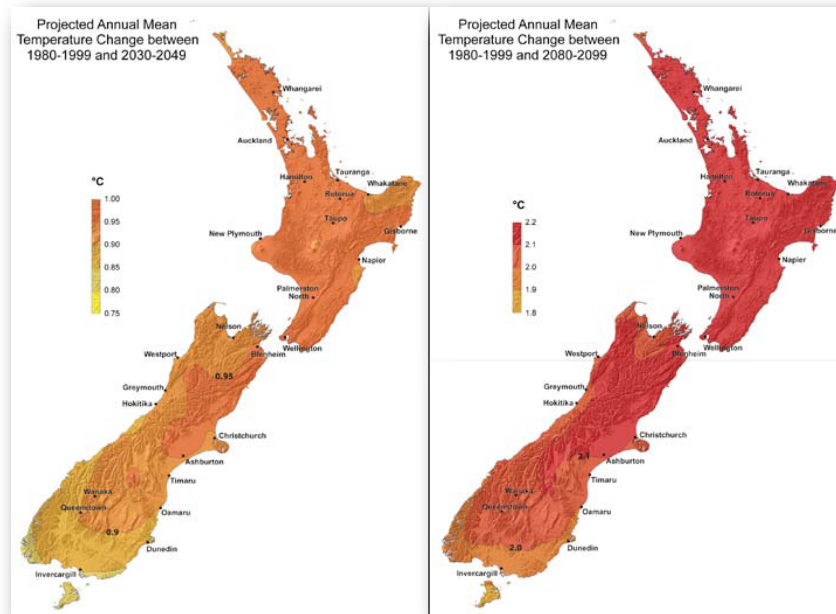 Projected Annual Mean
Temperature Change between
1980-1999 and 2030-2049
Whangarei
Auckland
°C
1.00
0.95
0.90
0.85
0.80
0.75
Hamilton
Tauranga
Whakatane
Rotorua
Taupo
Gisborne
New Plymouth
Napier
Palmerston
North
Nelson
Wellington
Blenheim
Westport
0.95
Greymouth
Hokitika
Christchurch
Ashburton
Timaru
Wanaka
Queenstown
Oamaru
0.9
Dunedin
Invercargill
Projected Annual Mean
Temperature Change between
1980-1999 and 2080-2099
Whangarei
Auckland
°C
2.2
2.1
2.0
1.9
1.8
Hamilton
Tauranga
Whakatane
Rotorua
Taupo
Gisborne
New Plymouth
Napier
Palmerston
North
Nelson
Wellington
Blenheim
Westport
Greymouth
Hokitika
Christchurch
2.1
Ashburton
Timaru
Wanaka
Queenstown
Oamaru
2.0
Dunedin
Invercargill